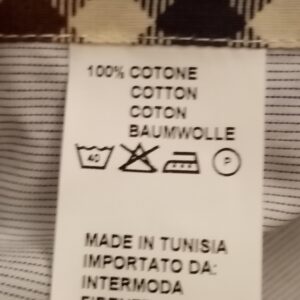 100% COTONE
COTTON
COTON
BAUMWOLLE
40 P
MADE IN TUNISIA
IMPORTATO DA:
INTERMODA